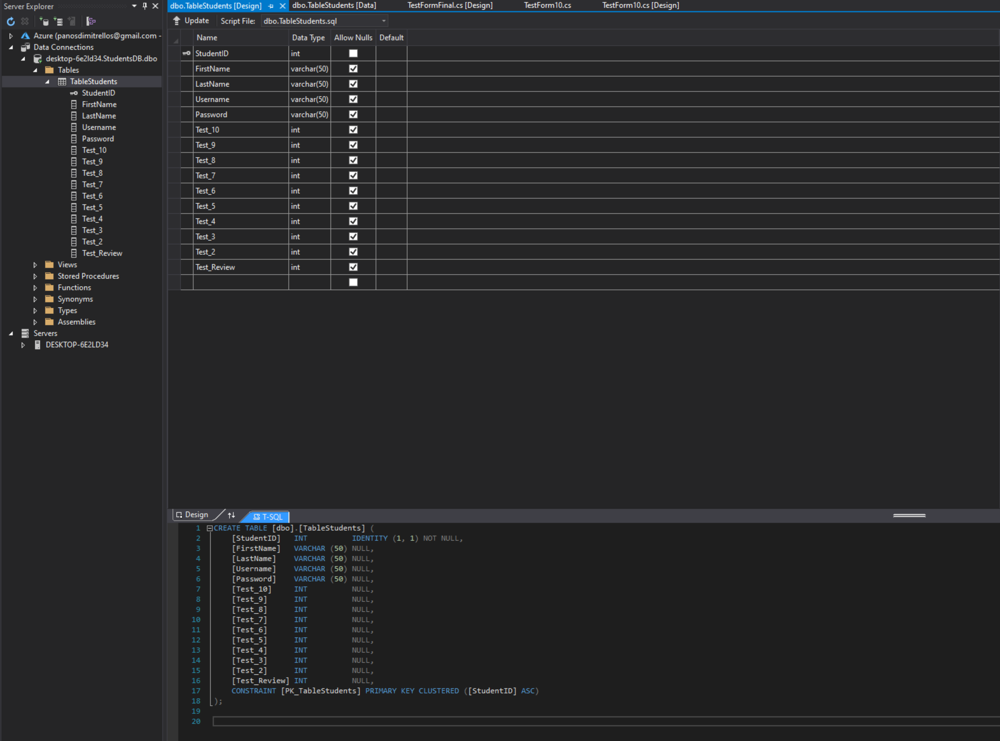 Server Explorer
Azure (panosdimitrellos@gmail.com -
Data Connections
desktop-6e2ld34.StudentsDB.dbo
Tables
TableStudents
StudentID
FirstName
LastName
Username
Password
Test_10
Test_9
Test_8
Test_7
Test_6
Test_5
Test_4
Test_3
Test_2
Test_Review
Views
Stored Procedures
Functions
Synonyms
Types
Assemblies
Servers
DESKTOP-6E2LD34
dbo.TableStudents [Design] dbo.TableStudents [Data] TestFormFinal.cs [Design] TestForm10.cs TestForm10.cs [Design]
Update Script File: dbo.TableStudents.sql
Name Data Type Allow Nulls Default
StudentID int
FirstName varchar(50)
LastName varchar(50)
Username varchar(50)
Password varchar(50)
Test_10 int
Test_9 int
Test_8 int
Test_7 int
Test_6 int
Test_5 int
Test_4 int
Test_3 int
Test_2 int
Test_Review int
Design T-SQL
1 CREATE TABLE [dbo].[TableStudents] (
2 [StudentID] INT IDENTITY (1, 1) NOT NULL,
3 [FirstName] VARCHAR (50) NULL,
4 [LastName] VARCHAR (50) NULL,
5 [Username] VARCHAR (50) NULL,
6 [Password] VARCHAR (50) NULL,
7 [Test_10] INT NULL,
8 [Test_9] INT NULL,
9 [Test_8] INT NULL,
10 [Test_7] INT NULL,
11 [Test_6] INT NULL,
12 [Test_5] INT NULL,
13 [Test_4] INT NULL,
14 [Test_3] INT NULL,
15 [Test_2] INT NULL,
16 [Test_Review] INT NULL,
17 CONSTRAINT [PK_TableStudents] PRIMARY KEY CLUSTERED ([StudentID] ASC)
18 );
19
20